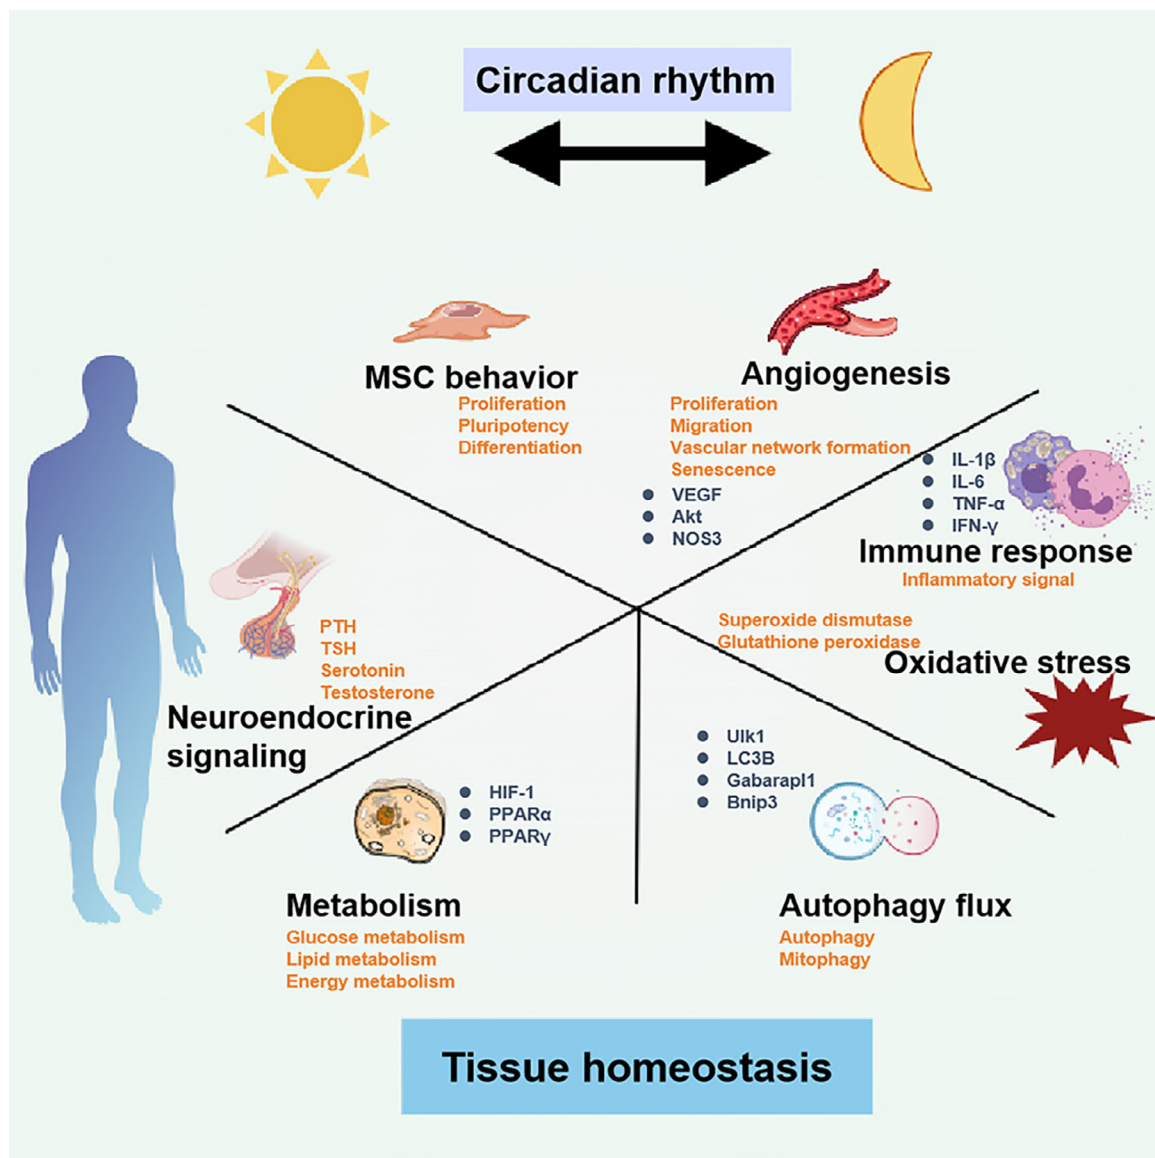 Circadian rhythm
MSC behavior
Proliferation
Pluripotency
Differentiation
Angiogenesis
Proliferation
Migration
Vascular network formation
Senescence
● VEGF
● Akt
● NOS3
● IL-1β
● IL-6
● TNF-α
● IFN-γ
Immune response
Inflammatory signal
Superoxide dismutase
Glutathione peroxidase
Oxidative stress
PTH
TSH
Serotonin
Testosterone
Neuroendocrine
signaling
● HIF-1
● PPARα
● PPARγ
Metabolism
Glucose metabolism
Lipid metabolism
Energy metabolism
● Ulk1
● LC3B
● Gabarapl1
● Bnip3
Autophagy flux
Autophagy
Mitophagy
Tissue homeostasis